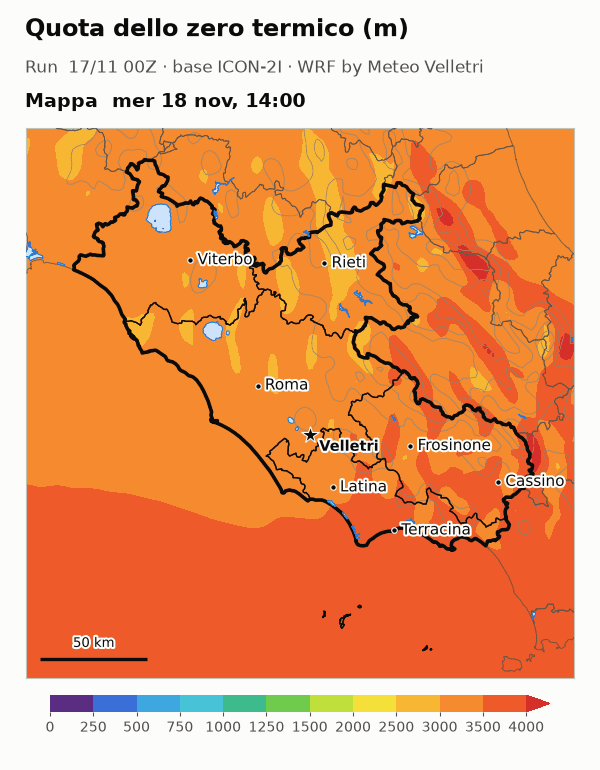 Quota dello zero termico (m)
Run  17/11 00Z · base ICON-2I · WRF by Meteo Velletri
Mappa  mer 18 nov, 14:00
Viterbo
Rieti
Roma
Velletri
Frosinone
Cassino
Latina
Terracina
50 km
0 250 500 750 1000 1250 1500 2000 2500 3000 3500 4000